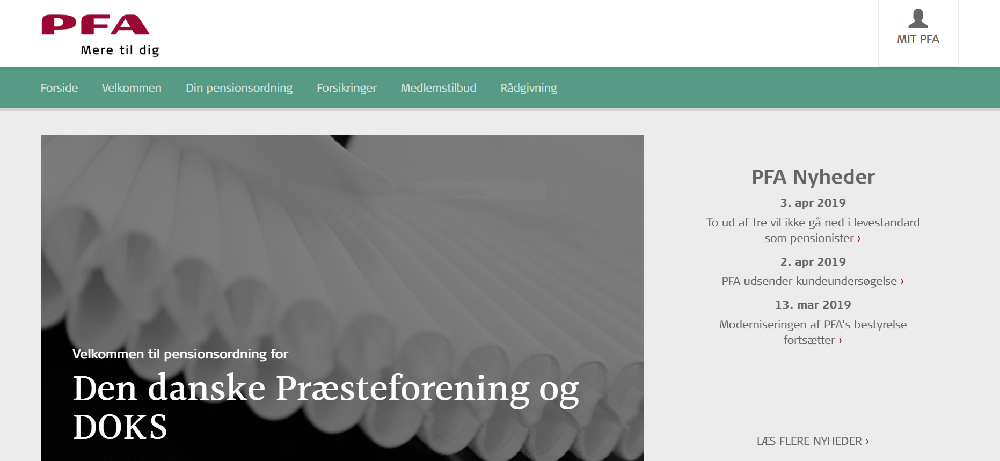 PFA
Mere til dig
MIT PFA
Forside
Velkommen
Din pensionsordning
Forsikringer
Medlemstilbud
Rådgivning
Vinduesklip
Velkommen til pensionsordning for
Den danske Præsteforening og
DOKS
PFA Nyheder
3. apr 2019
To ud af tre vil ikke gå ned i levestandard
som pensionister ›
2. apr 2019
PFA udsender kundeundersøgelse ›
13. mar 2019
Moderniseringen af PFA's bestyrelse
fortsætter ›
LÆS FLERE NYHEDER ›